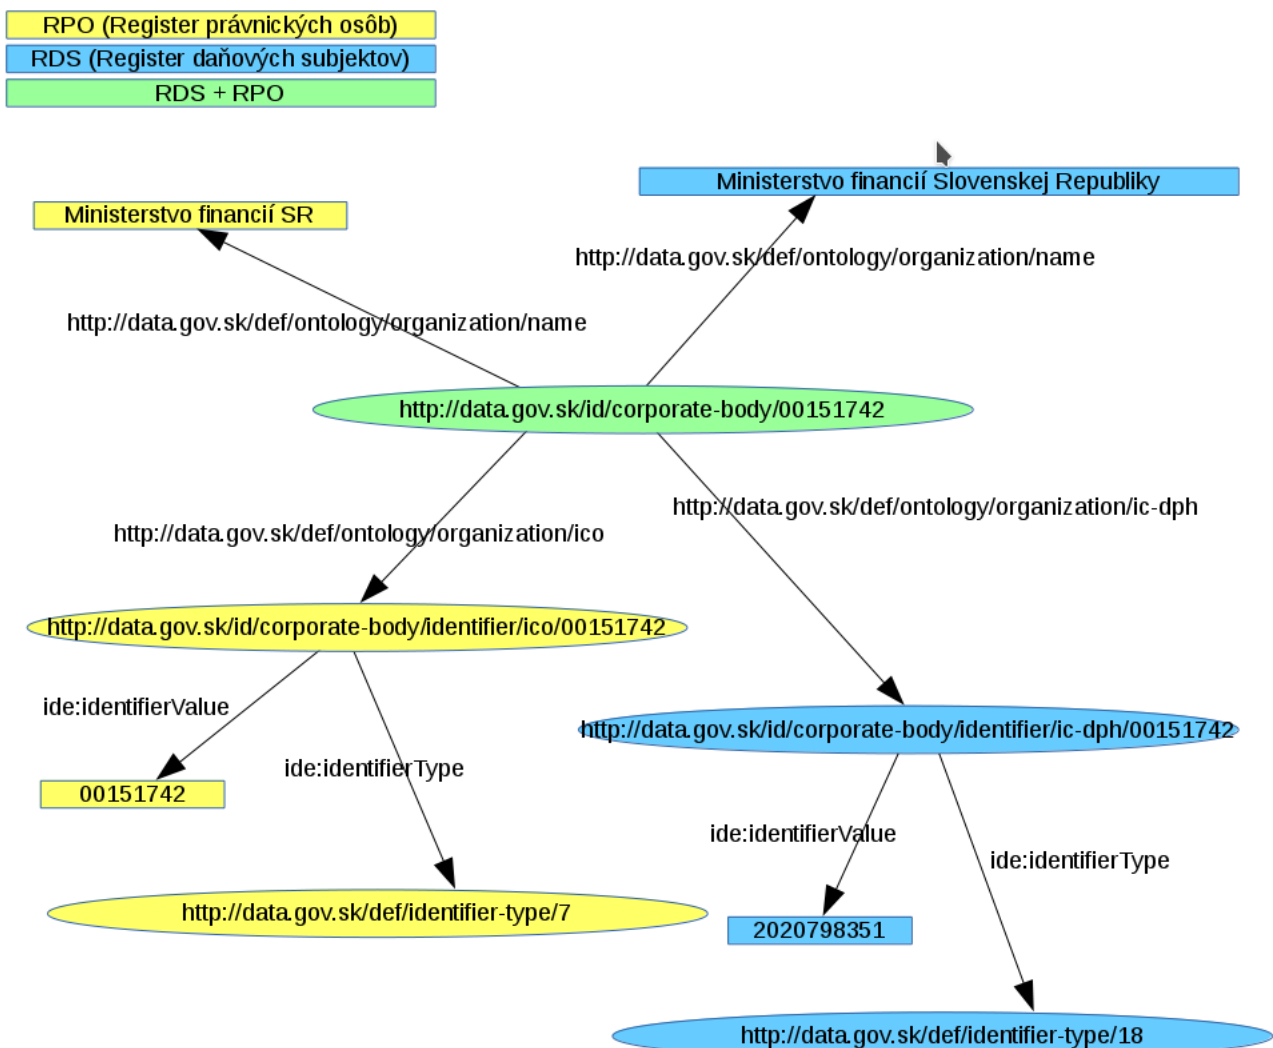 RPO (Register právnických osôb)
RDS (Register daňových subjektov)
RDS + RPO
Ministerstvo financií Slovenskej Republiky
Ministerstvo financií SR
http://data.gov.sk/def/ontology/organization/name
http://data.gov.sk/def/ontology/organization/name
http://data.gov.sk/id/corporate-body/00151742
http://data.gov.sk/def/ontology/organization/ic-dph
http://data.gov.sk/def/ontology/organization/ico
http://data.gov.sk/id/corporate-body/identifier/ico/00151742
ide:identifierValue
http://data.gov.sk/id/corporate-body/identifier/ic-dph/00151742
ide:identifierType
00151742
ide:identifierValue
ide:identifierType
http://data.gov.sk/def/identifier-type/7
2020798351
http://data.gov.sk/def/identifier-type/18